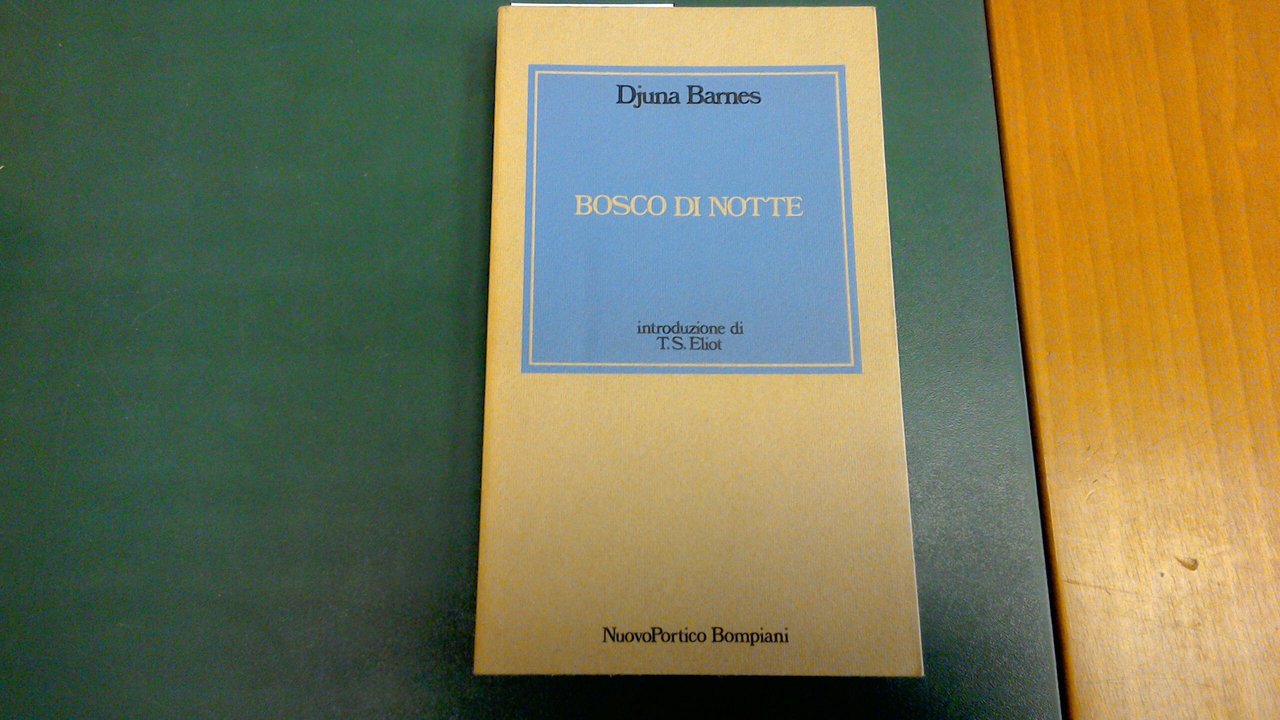 Djuna Barnes
BOSCO DI NOTTE
introduzione di
T. S. Eliot
NuovoPortico Bompiani